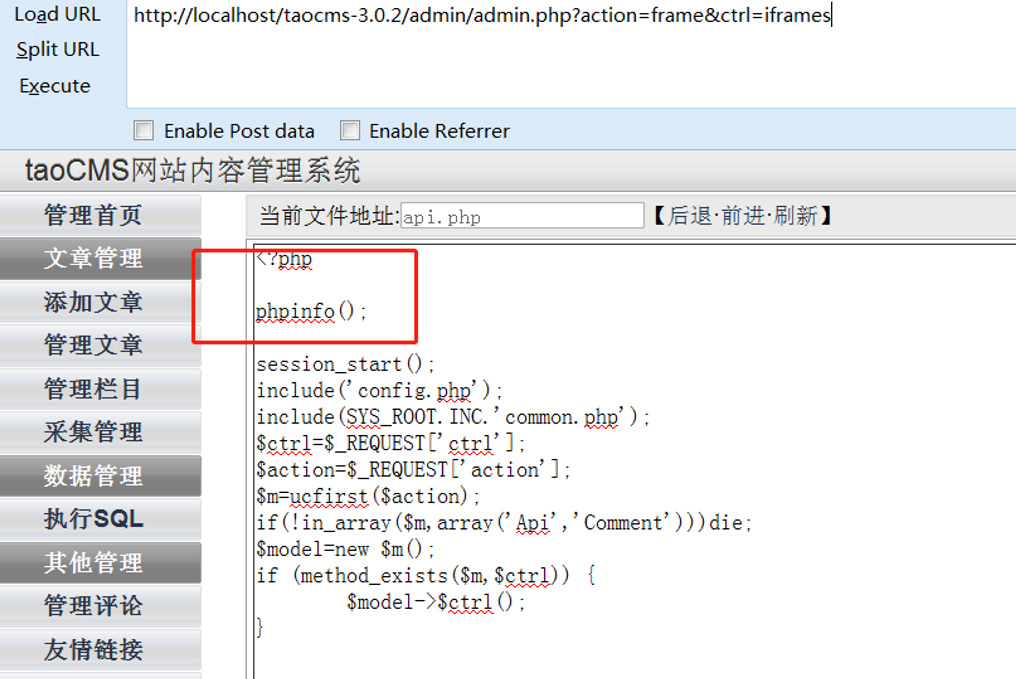 Load URL
http://localhost/taocms-3.0.2/admin/admin.php?action=frame&ctrl=iframes
Split URL
Execute
Enable Post data
Enable Referrer
taoCMS网站内容管理系统
管理首页
文章管理
添加文章
管理文章
管理栏目
采集管理
数据管理
执行SQL
其他管理
管理评论
友情链接
当前文件地址:api.php 【后退·前进·刷新】
<?php
phpinfo();
session_start();
include('config.php');
include(SYS_ROOT.INC.'common.php');
$ctrl=$_REQUEST['ctrl'];
$action=$_REQUEST['action'];
$m=ucfirst($action);
if(!in_array($m,array('Api','Comment')))die;
$model=new $m();
if (method_exists($m,$ctrl)) {
$model->$ctrl();
}